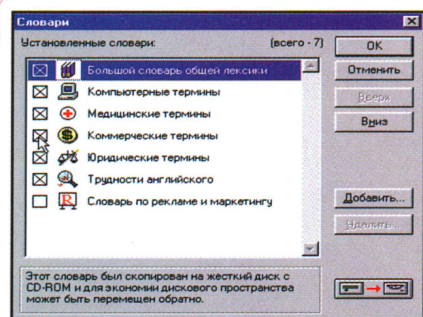 Словари
Установленные словари: (всего - 7)
Большой словарь общей лексики
Компьютерные термины
Медицинские термины
Коммерческие термины
Юридические термины
Трудности английского
Словарь по рекламе и маркетингу
OK
Отменить
Вверх
Вниз
Добавить...
Удалить...
Этот словарь был скопирован на жесткий диск с
CD-ROM и для экономии дискового пространства
может быть перемещен обратно.